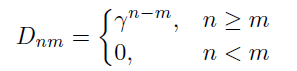 D_{nm} = \begin{cases} \gamma^{n-m}, & n \geq m \\ 0, & n < m \end{cases}